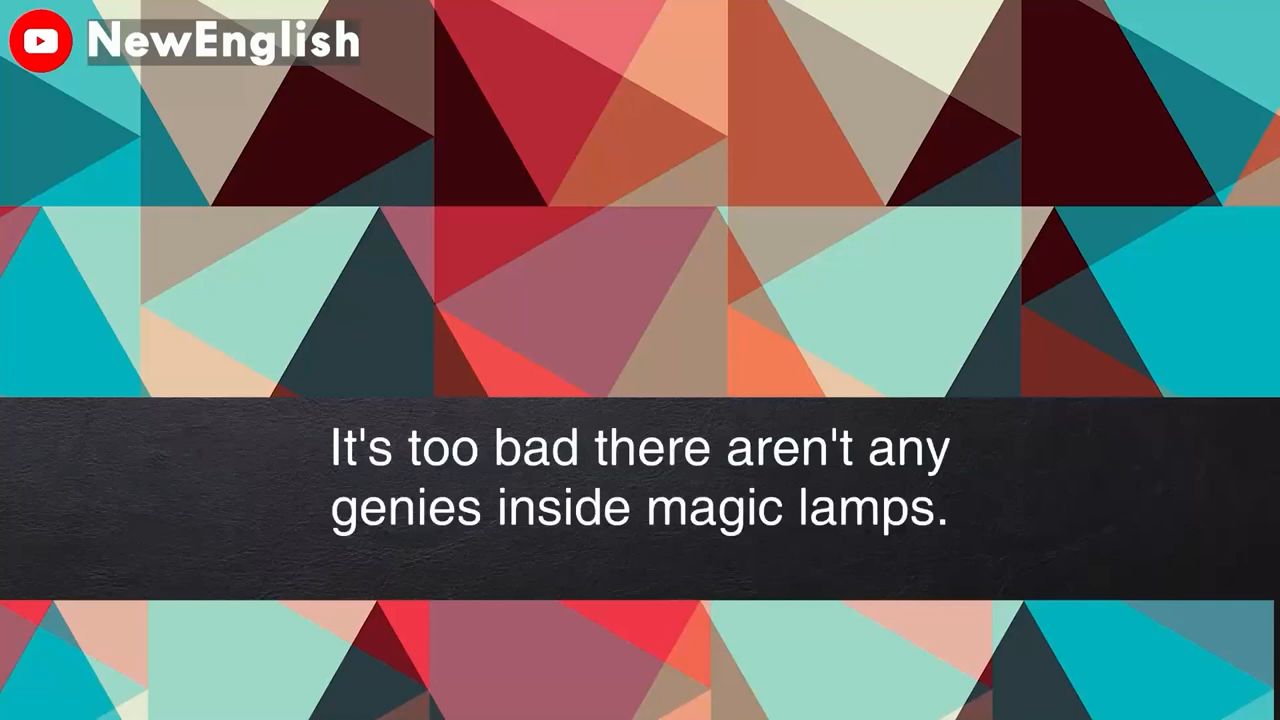 NewEnglish
It's too bad there aren't any
genies inside magic lamps.